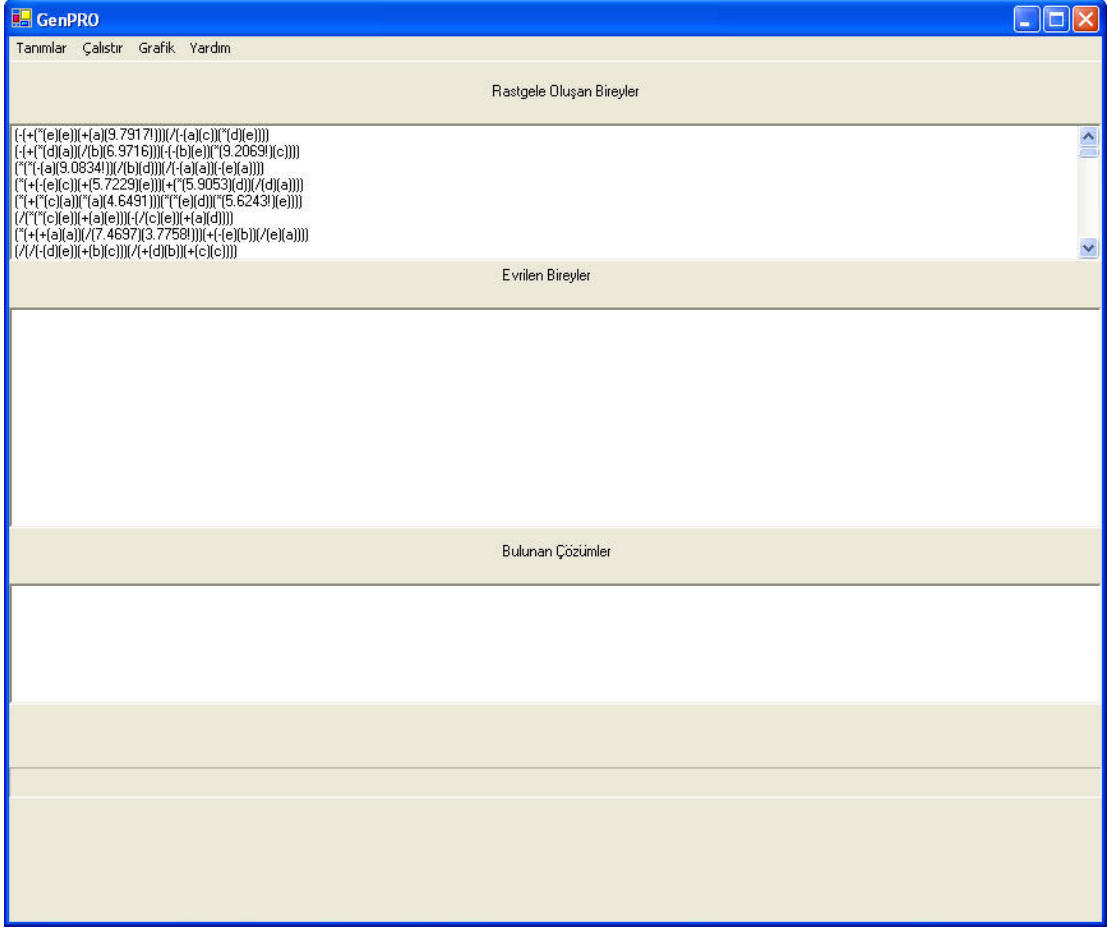 GenPRO
Tanımlar Çalıstır Grafik Yardım
Rastgele Oluşan Bireyler
(-(+(*(e)(e))(+(a)(9.7917!)))(/(-(a)(c))(*(d)(e))))
(-(+(*(d)(a))(/(b)(6.9716)))(-(-(b)(e))(*(9.2069!)(c))))
(*(*(-(a)(9.0834!))(/(b)(d)))(/(-(a)(a))(-(e)(a))))
(*(+(-(e)(c))(+(5.7229)(e)))(+(*(5.9053)(d))(/(d)(a))))
(*(+(*(c)(a))(*(a)(4.6491)))(*(*(e)(d))(*(5.6243!)(e))))
(/(*(*(c)(e))(+(a)(e)))(-(/(c)(e))(+(a)(d))))
(*(+(+(a)(a))(/(7.4697)(3.7758!)))(+(-(e)(b))(/(e)(a))))
(/(/(-(d)(e))(+(b)(c)))(/(+(d)(b))(+(c)(c))))
Evrilen Bireyler
Bulunan Çözümler